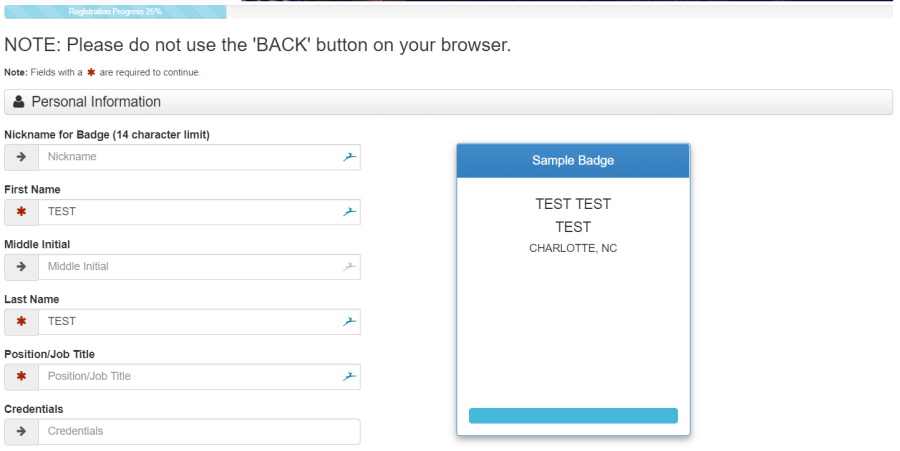 Registration Progress 25%
NOTE: Please do not use the 'BACK' button on your browser.
Note: Fields with a ✱ are required to continue.
Personal Information
Nickname for Badge (14 character limit)
Nickname
First Name
TEST
Middle Initial
Middle Initial
Last Name
TEST
Position/Job Title
Position/Job Title
Credentials
Credentials
Sample Badge
TEST TEST
TEST
CHARLOTTE, NC